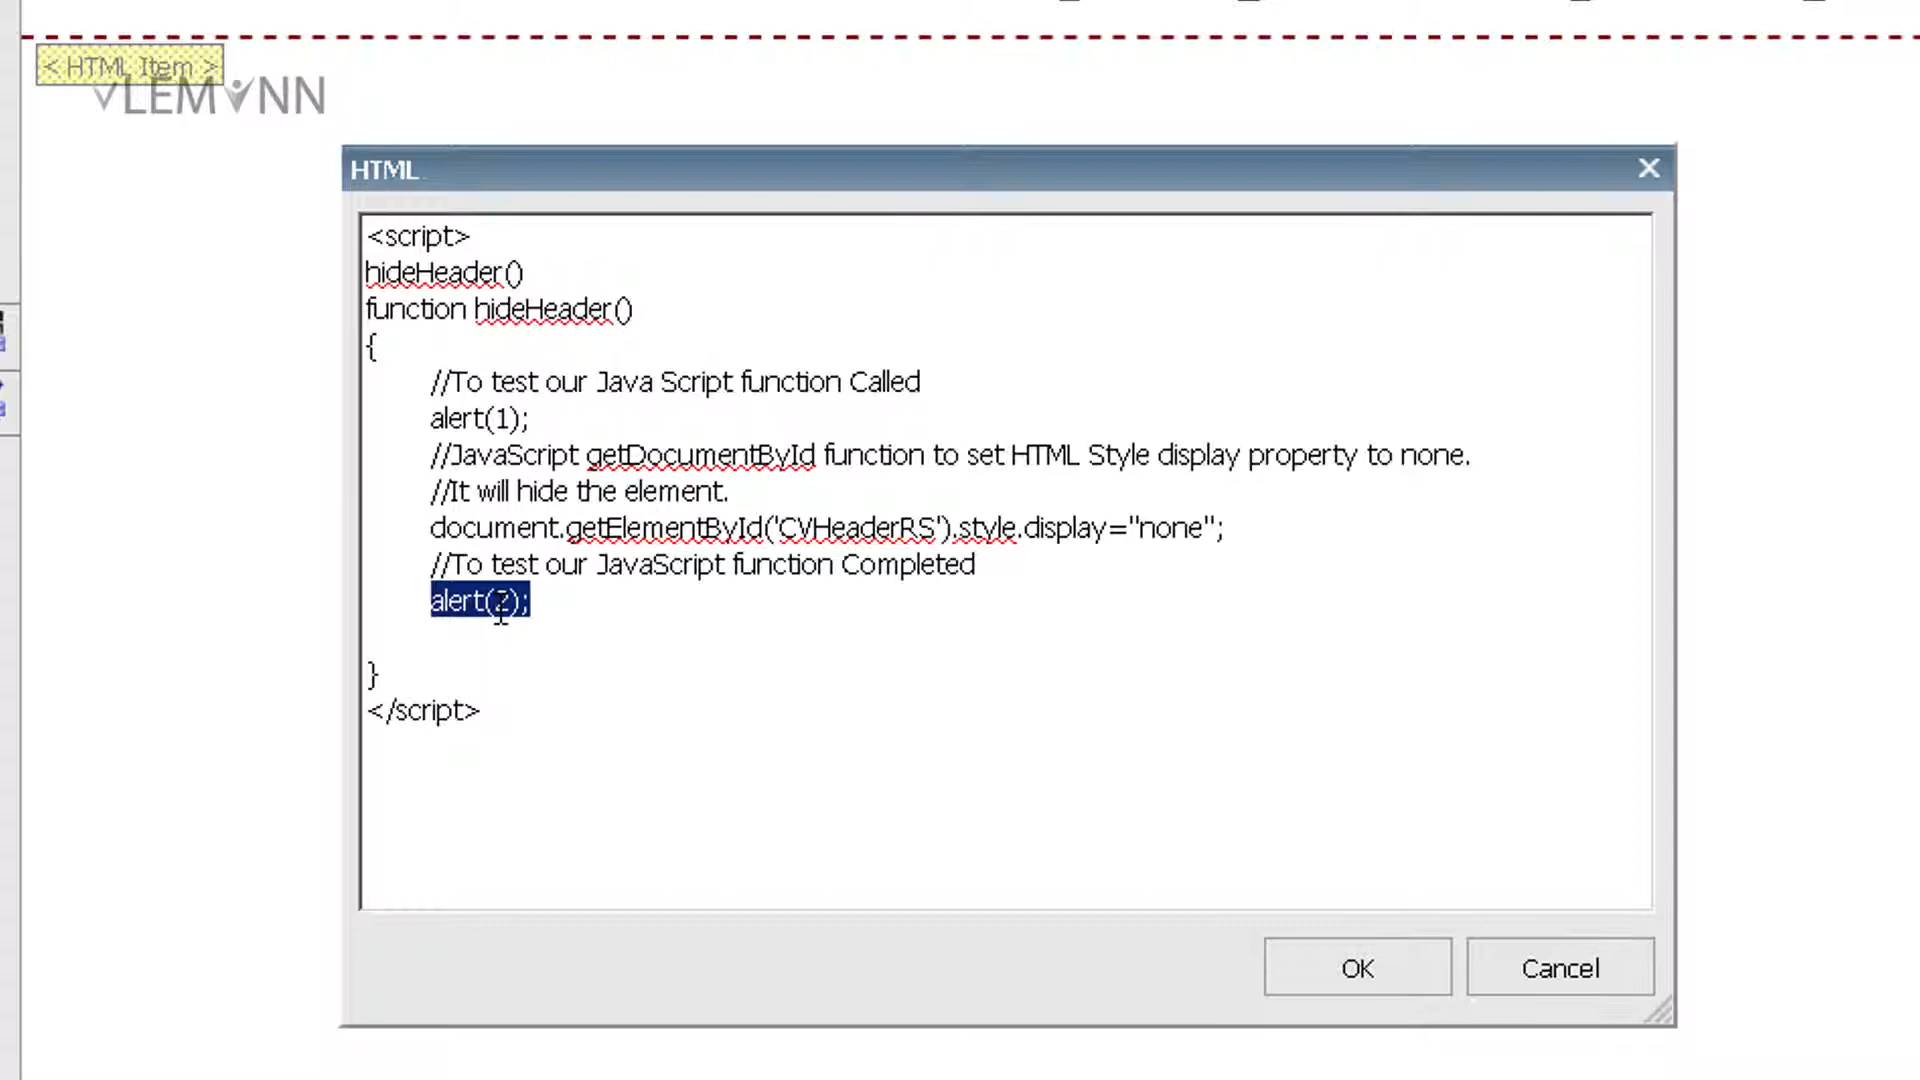 < HTML Item >
VLEMANN
HTML
<script>
hideHeader()
function hideHeader()
{
//To test our Java Script function Called
alert(1);
//JavaScript getDocumentById function to set HTML Style display property to none.
//It will hide the element.
document.getElementById('CVHeaderRS').style.display="none";
//To test our JavaScript function Completed
alert(2);
}
</script>
OK
Cancel